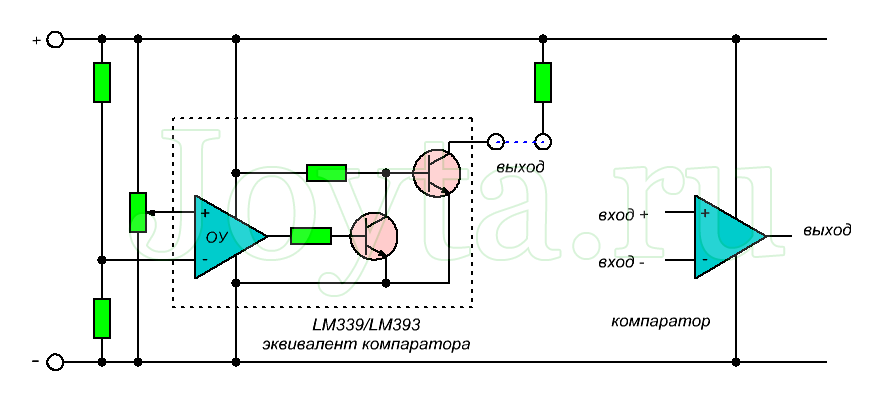 +
выход
вход +
+
+
ОУ
-
выход
вход -
-
LM339/LM393
эквивалент компаратора
компаратор
-
Joyta.ru